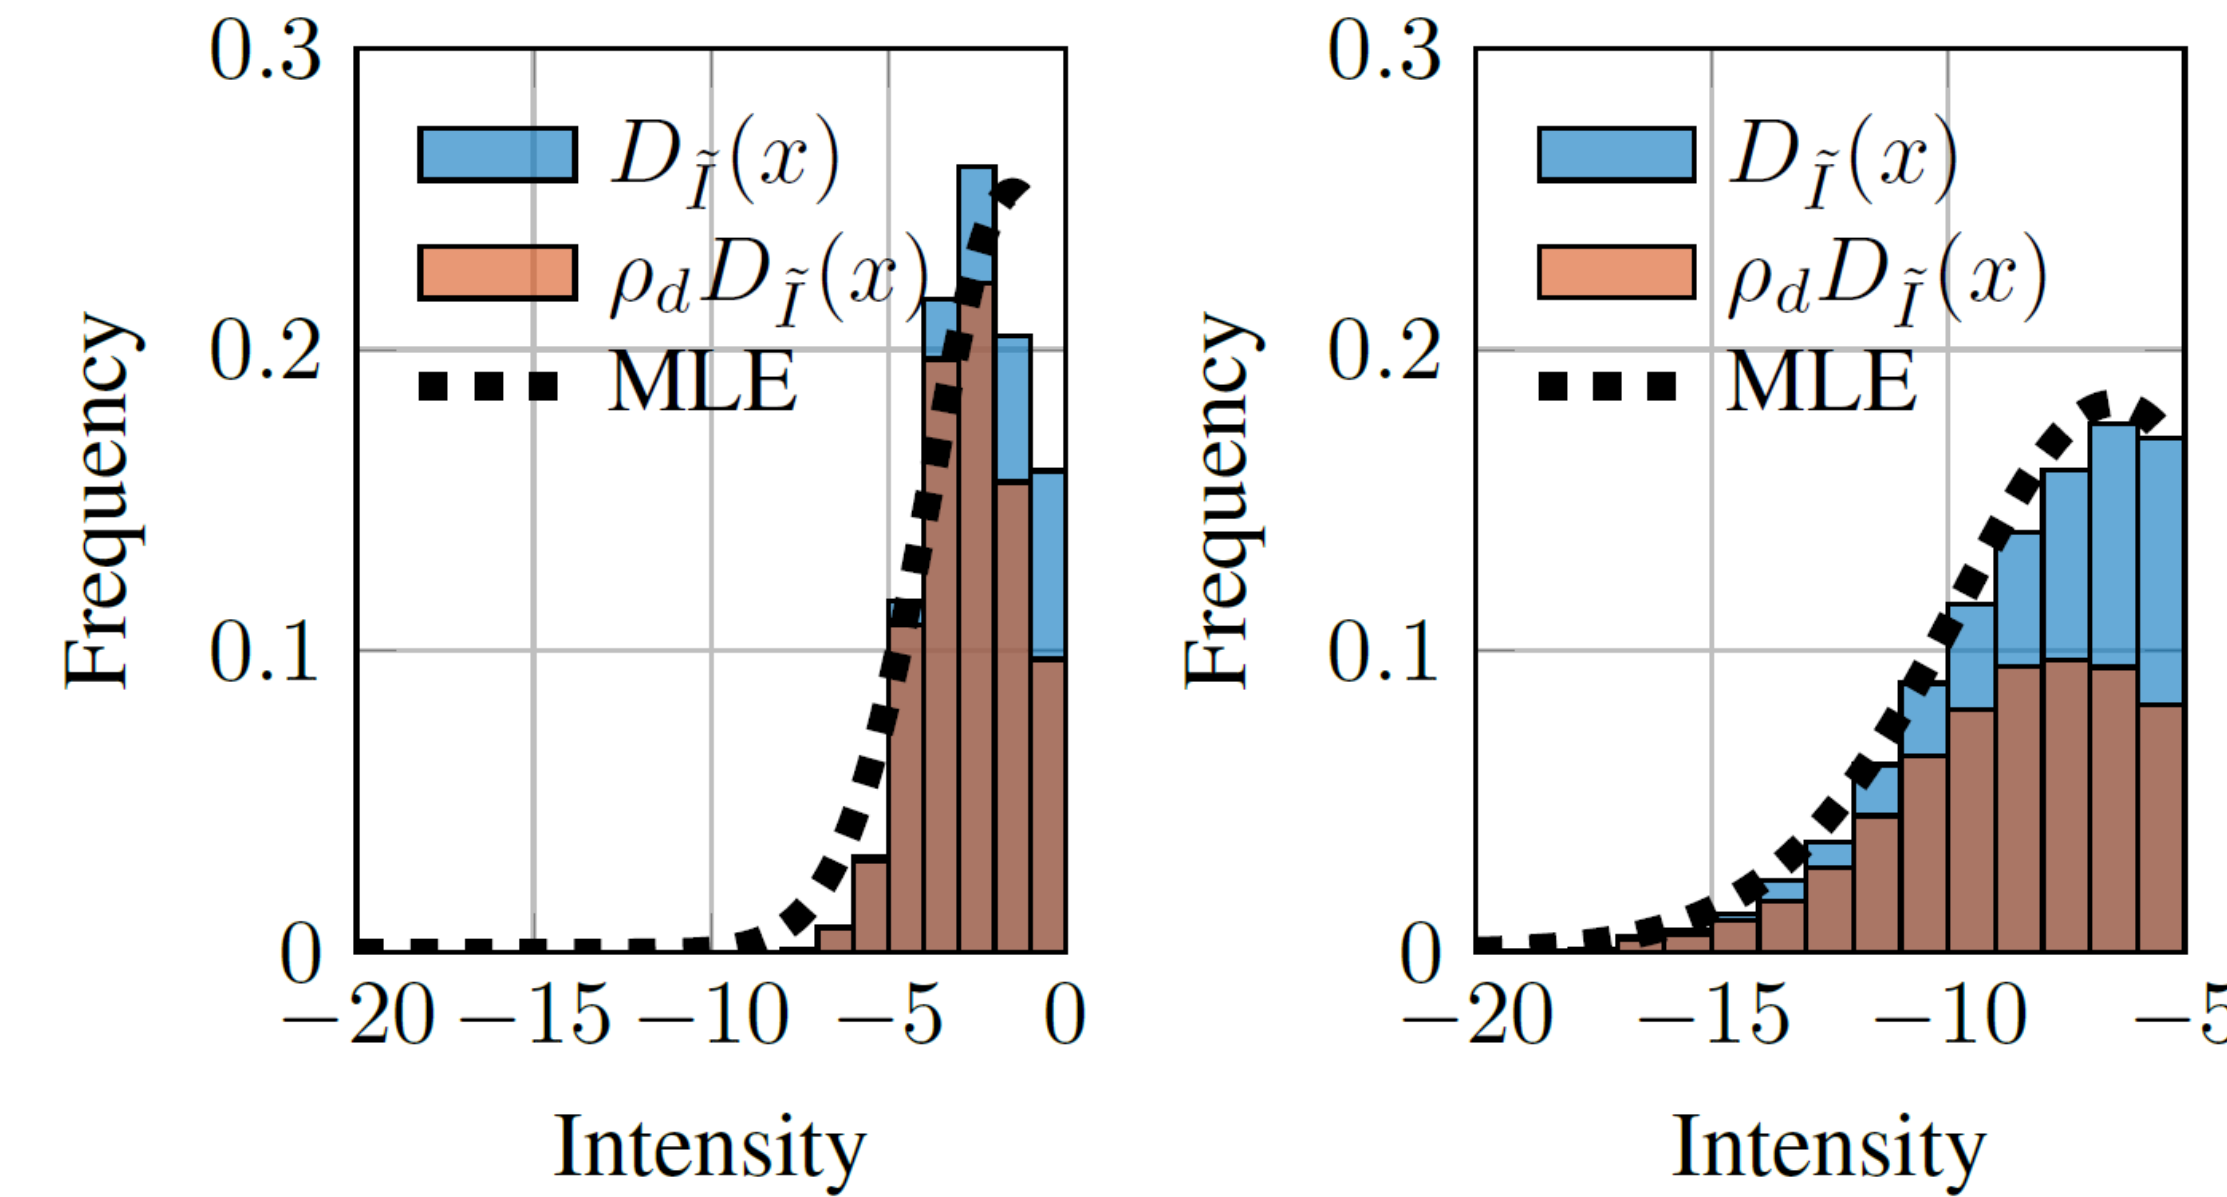 0.3
0.2
0.1
0
Frequency
D_Ĩ(x)
ρ_d D_Ĩ(x)
MLE
−20 −15 −10 −5 0
Intensity
0.3
0.2
0.1
0
Frequency
D_Ĩ(x)
ρ_d D_Ĩ(x)
MLE
−20 −15 −10 −5
Intensity